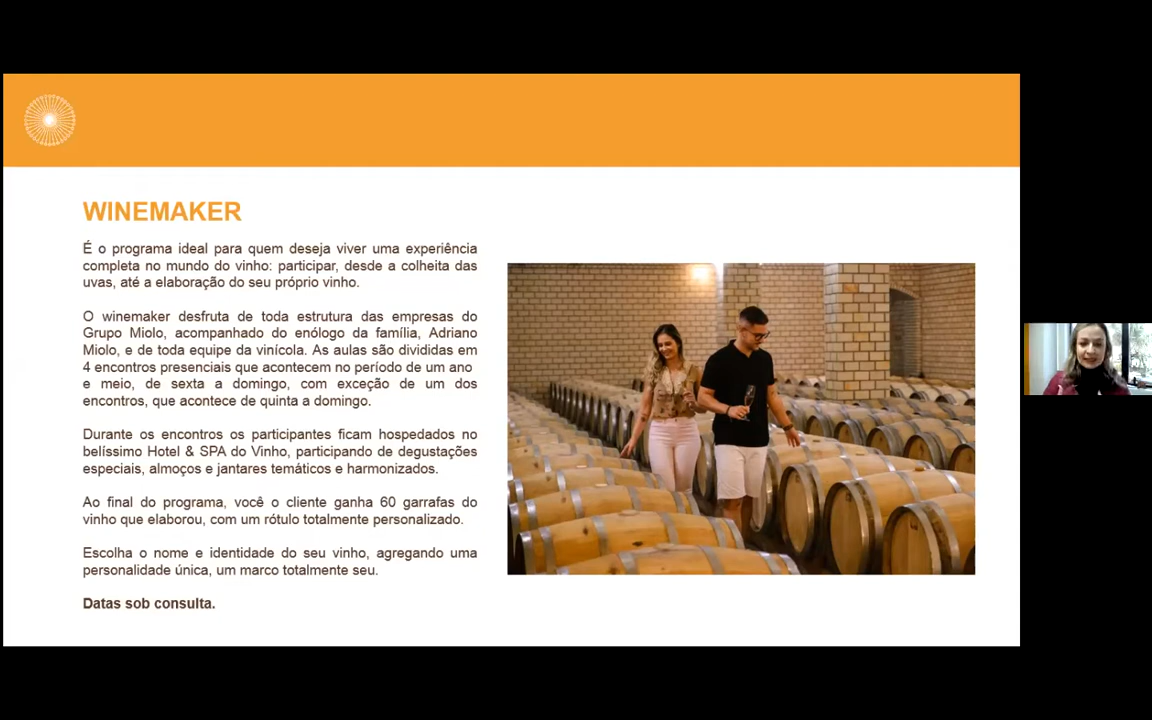 WINEMAKER
É o programa ideal para quem deseja viver uma experiência
completa no mundo do vinho: participar, desde a colheita das
uvas, até a elaboração do seu próprio vinho.
O winemaker desfruta de toda estrutura das empresas do
Grupo Miolo, acompanhado do enólogo da família, Adriano
Miolo, e de toda equipe da vinícola. As aulas são divididas em
4 encontros presenciais que acontecem no período de um ano
e meio, de sexta a domingo, com exceção de um dos
encontros, que acontece de quinta a domingo.
Durante os encontros os participantes ficam hospedados no
belíssimo Hotel & SPA do Vinho, participando de degustações
especiais, almoços e jantares temáticos e harmonizados.
Ao final do programa, você o cliente ganha 60 garrafas do
vinho que elaborou, com um rótulo totalmente personalizado.
Escolha o nome e identidade do seu vinho, agregando uma
personalidade única, um marco totalmente seu.
Datas sob consulta.